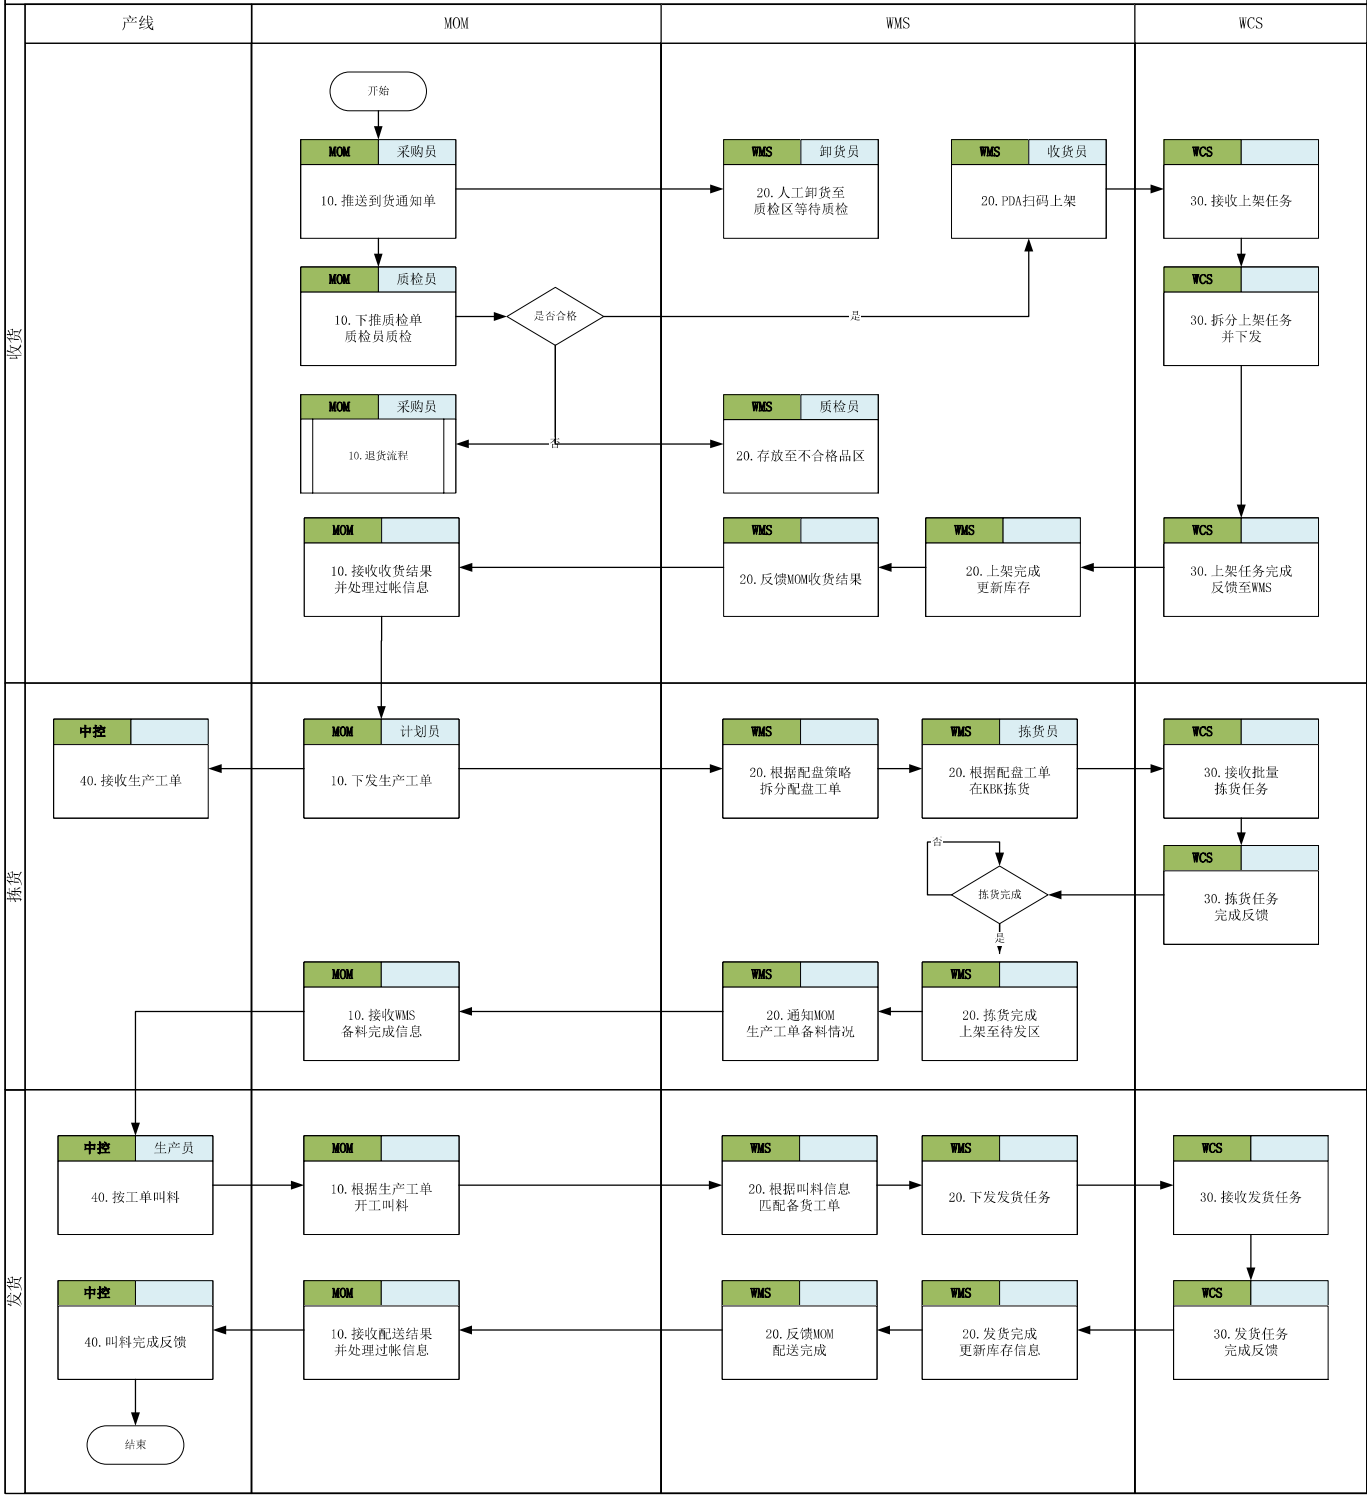 产线
MOM
WMS
WCS
收货
开始
MOM
采购员
10.推送到货通知单
WMS
卸货员
20.人工卸货至
质检区等待质检
WMS
收货员
20.PDA扫码上架
WCS
30.接收上架任务
MOM
质检员
10.下推质检单
质检员质检
是否合格
是
WCS
30.拆分上架任务
并下发
MOM
采购员
10.退货流程
否
WMS
质检员
20.存放至不合格品区
MOM
10.接收收货结果
并处理过帐信息
WMS
20.反馈MOM收货结果
WMS
20.上架完成
更新库存
WCS
30.上架任务完成
反馈至WMS
拣货
中控
40.接收生产工单
MOM
计划员
10.下发生产工单
WMS
20.根据配盘策略
拆分配盘工单
WMS
拣货员
20.根据配盘工单
在KBK拣货
WCS
30.接收批量
拣货任务
否
拣货完成
是
WCS
30.拣货任务
完成反馈
MOM
10.接收WMS
备料完成信息
WMS
20.通知MOM
生产工单备料情况
WMS
20.拣货完成
上架至待发区
发货
中控
生产员
40.按工单叫料
MOM
10.根据生产工单
开工叫料
WMS
20.根据叫料信息
匹配备货工单
WMS
20.下发发货任务
WCS
30.接收发货任务
中控
40.叫料完成反馈
MOM
10.接收配送结果
并处理过帐信息
WMS
20.反馈MOM
配送完成
WMS
20.发货完成
更新库存信息
WCS
30.发货任务
完成反馈
结束